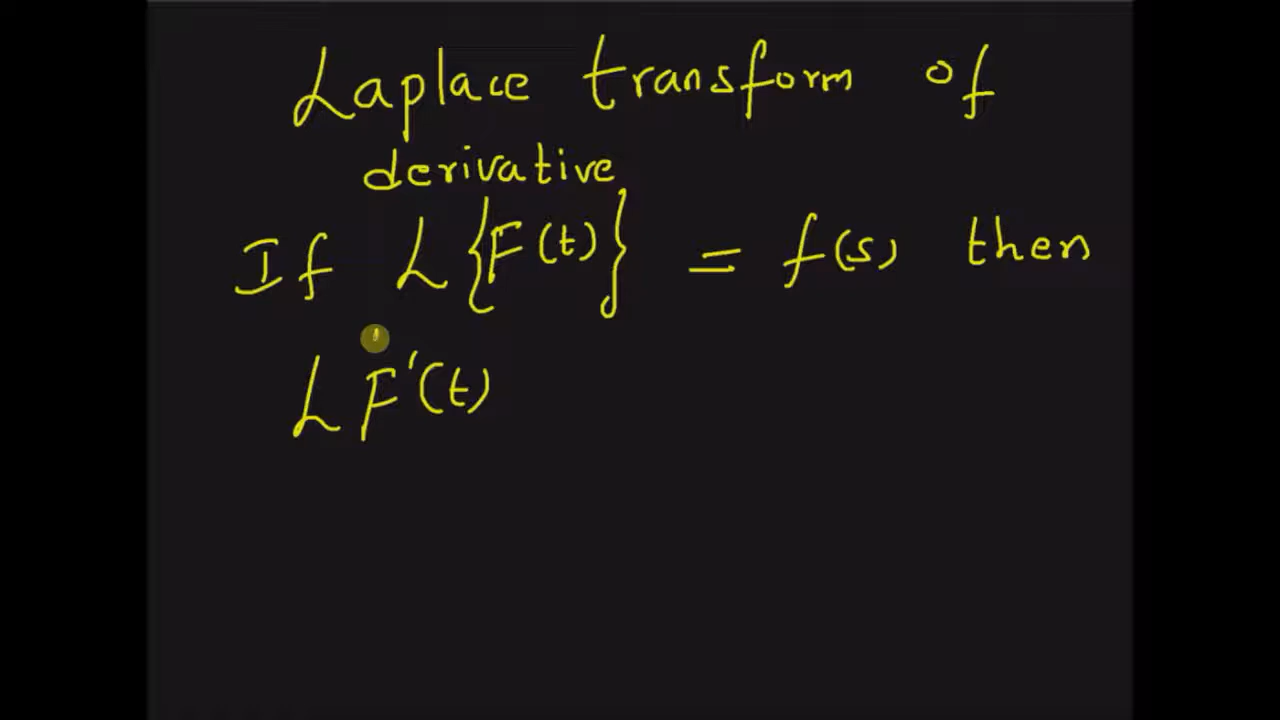 Laplace transform of
derivative
If L{F(t)} = f(s) then
L F'(t)